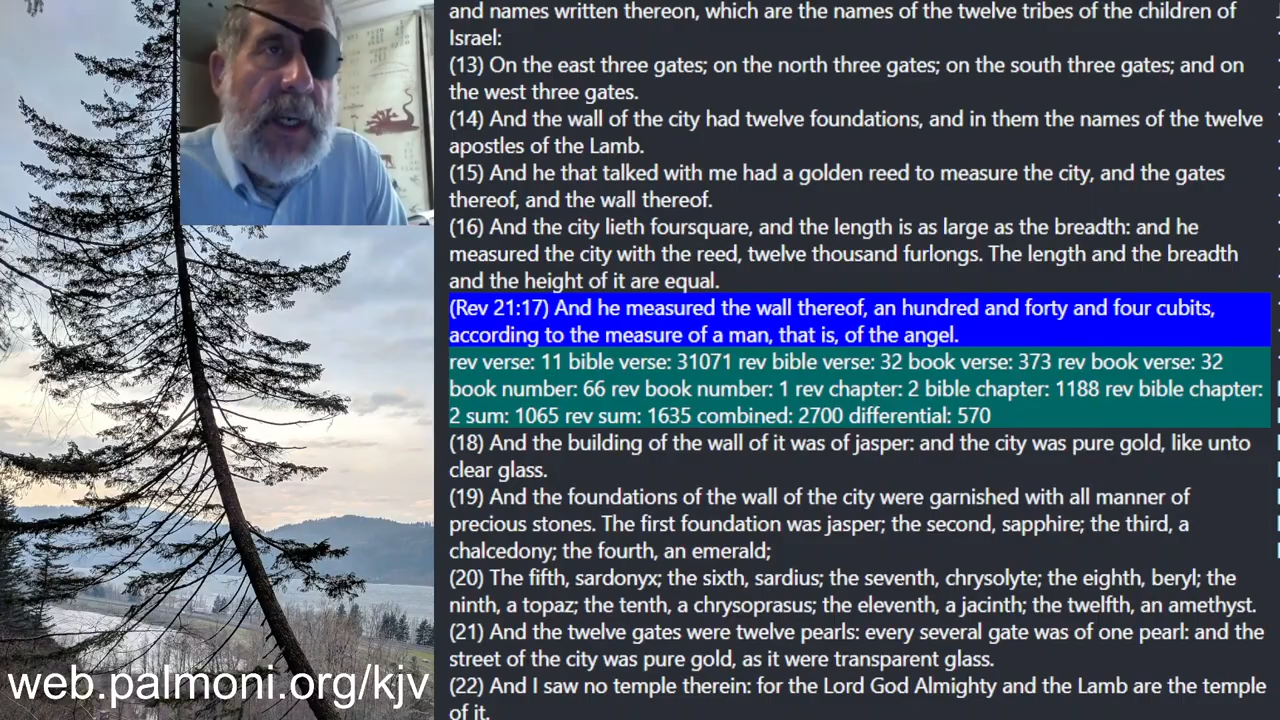 and names written thereon, which are the names of the twelve tribes of the children of
Israel:
(13) On the east three gates; on the north three gates; on the south three gates; and on
the west three gates.
(14) And the wall of the city had twelve foundations, and in them the names of the twelve
apostles of the Lamb.
(15) And he that talked with me had a golden reed to measure the city, and the gates
thereof, and the wall thereof.
(16) And the city lieth foursquare, and the length is as large as the breadth: and he
measured the city with the reed, twelve thousand furlongs. The length and the breadth
and the height of it are equal.
(Rev 21:17) And he measured the wall thereof, an hundred and forty and four cubits,
according to the measure of a man, that is, of the angel.
rev verse: 11 bible verse: 31071 rev bible verse: 32 book verse: 373 rev book verse: 32
book number: 66 rev book number: 1 rev chapter: 2 bible chapter: 1188 rev bible chapter:
2 sum: 1065 rev sum: 1635 combined: 2700 differential: 570
(18) And the building of the wall of it was of jasper: and the city was pure gold, like unto
clear glass.
(19) And the foundations of the wall of the city were garnished with all manner of
precious stones. The first foundation was jasper; the second, sapphire; the third, a
chalcedony; the fourth, an emerald;
(20) The fifth, sardonyx; the sixth, sardius; the seventh, chrysolyte; the eighth, beryl; the
ninth, a topaz; the tenth, a chrysoprasus; the eleventh, a jacinth; the twelfth, an amethyst.
(21) And the twelve gates were twelve pearls: every several gate was of one pearl: and the
street of the city was pure gold, as it were transparent glass.
(22) And I saw no temple therein: for the Lord God Almighty and the Lamb are the temple
of it.
web.palmoni.org/kjv